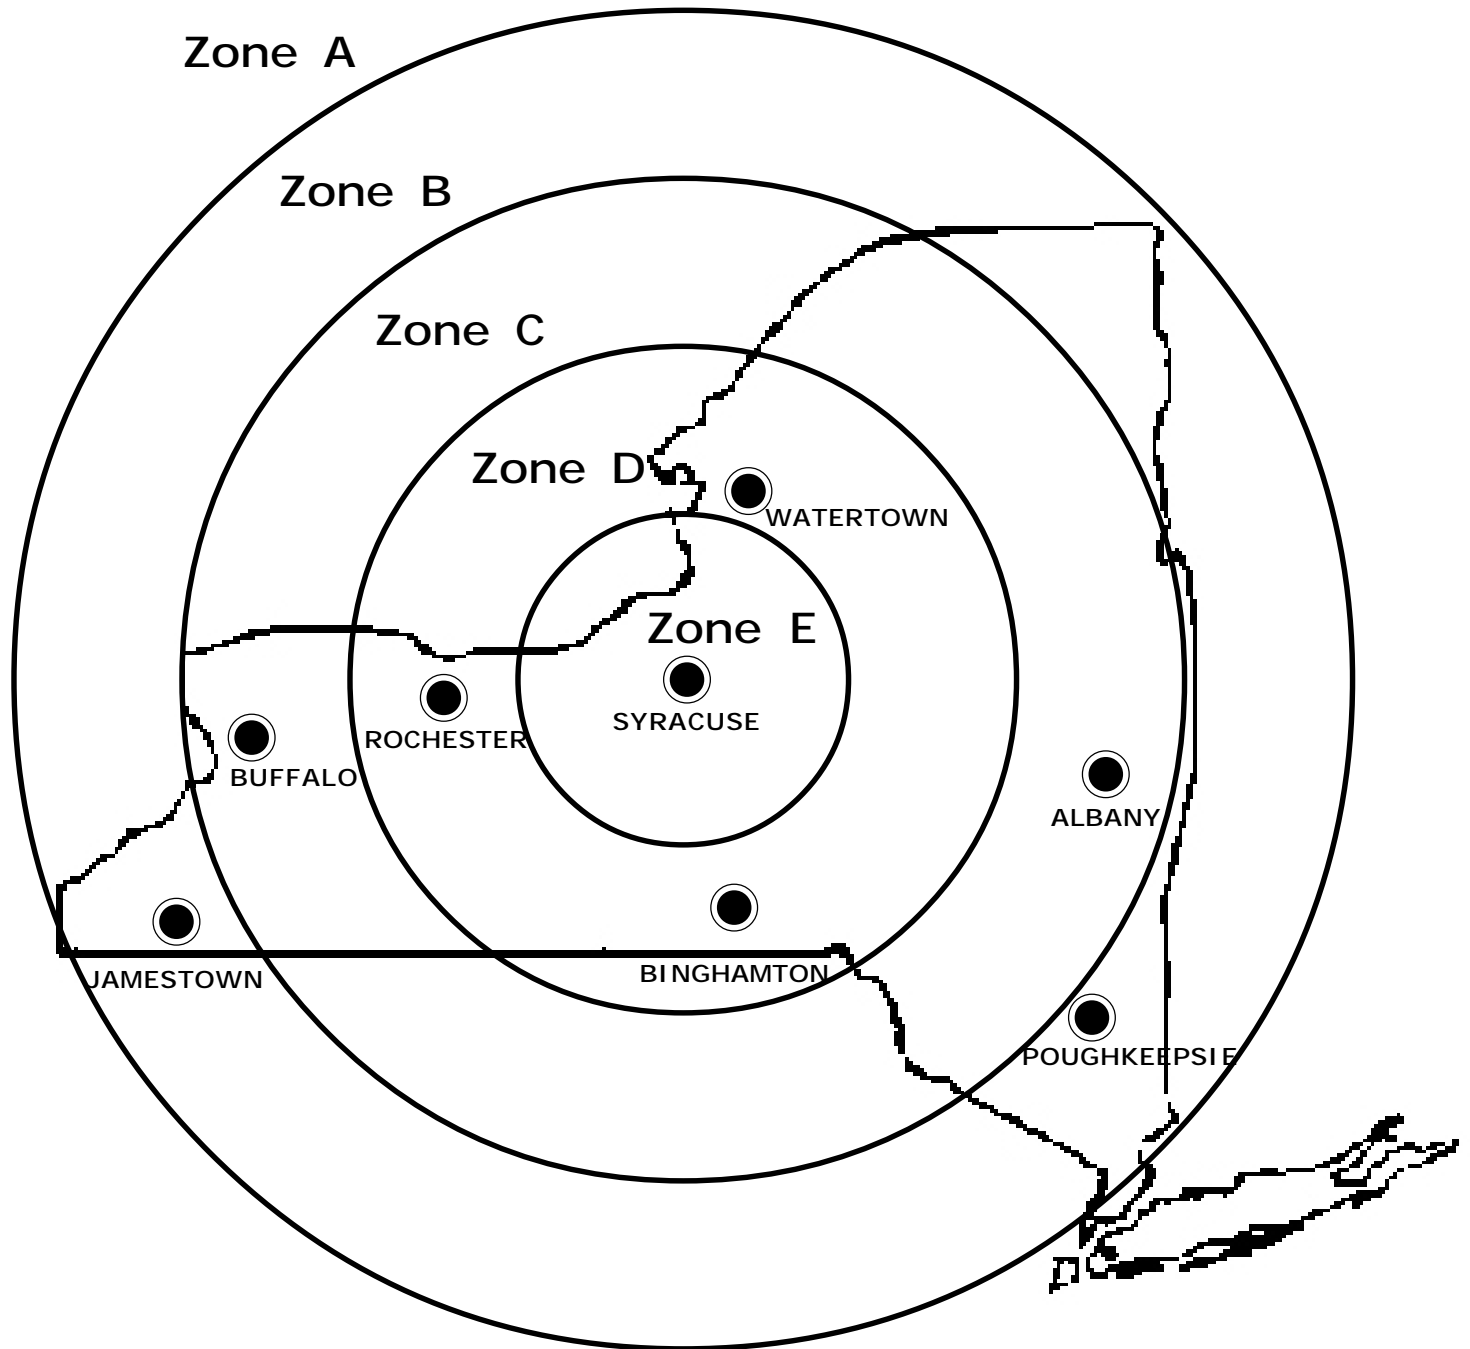 Zone A
Zone B
Zone C
Zone D
WATERTOWN
Zone E
SYRACUSE
ROCHESTER
BUFFALO
ALBANY
JAMESTOWN
BINGHAMTON
POUGHKEEPSIE